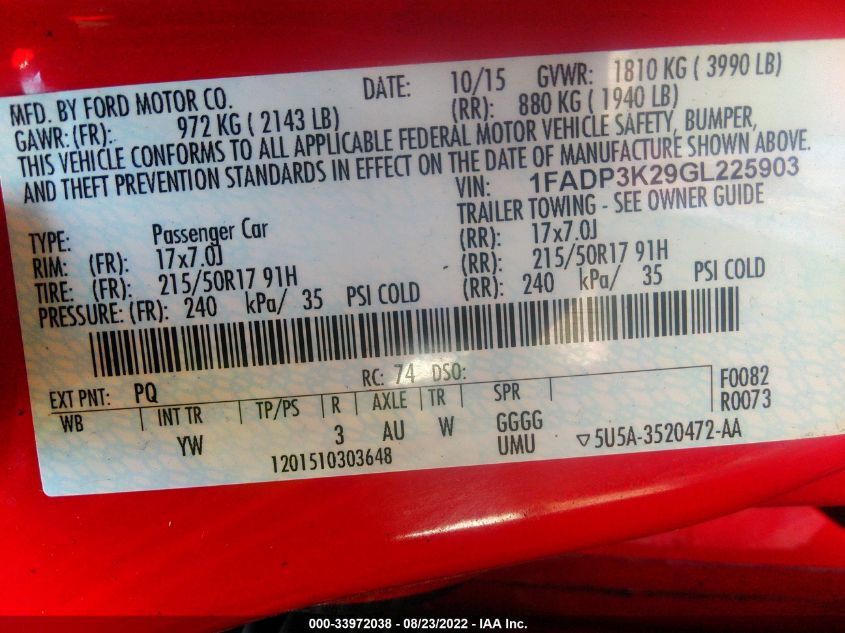 MFD. BY FORD MOTOR CO. DATE: 10/15 GVWR: 1810 KG ( 3990 LB)
GAWR:(FR): 972 KG ( 2143 LB) (RR): 880 KG ( 1940 LB)
THIS VEHICLE CONFORMS TO ALL APPLICABLE FEDERAL MOTOR VEHICLE SAFETY, BUMPER,
AND THEFT PREVENTION STANDARDS IN EFFECT ON THE DATE OF MANUFACTURE SHOWN ABOVE.
VIN: 1FADP3K29GL225903
TRAILER TOWING - SEE OWNER GUIDE
TYPE: Passenger Car
RIM: (FR): 17x7.0J (RR): 17x7.0J
TIRE: (FR): 215/50R17 91H (RR): 215/50R17 91H
PRESSURE: (FR): 240 kPa/ 35 PSI COLD (RR): 240 kPa/ 35 PSI COLD
EXT PNT: PQ RC: 74 DSO: F0082
WB INT TR TP/PS R AXLE TR SPR R0073
YW 3 AU W GGGG
UMU ▽5U5A-3520472-AA
1201510303648
000-33972038 - 08/23/2022 - IAA Inc.